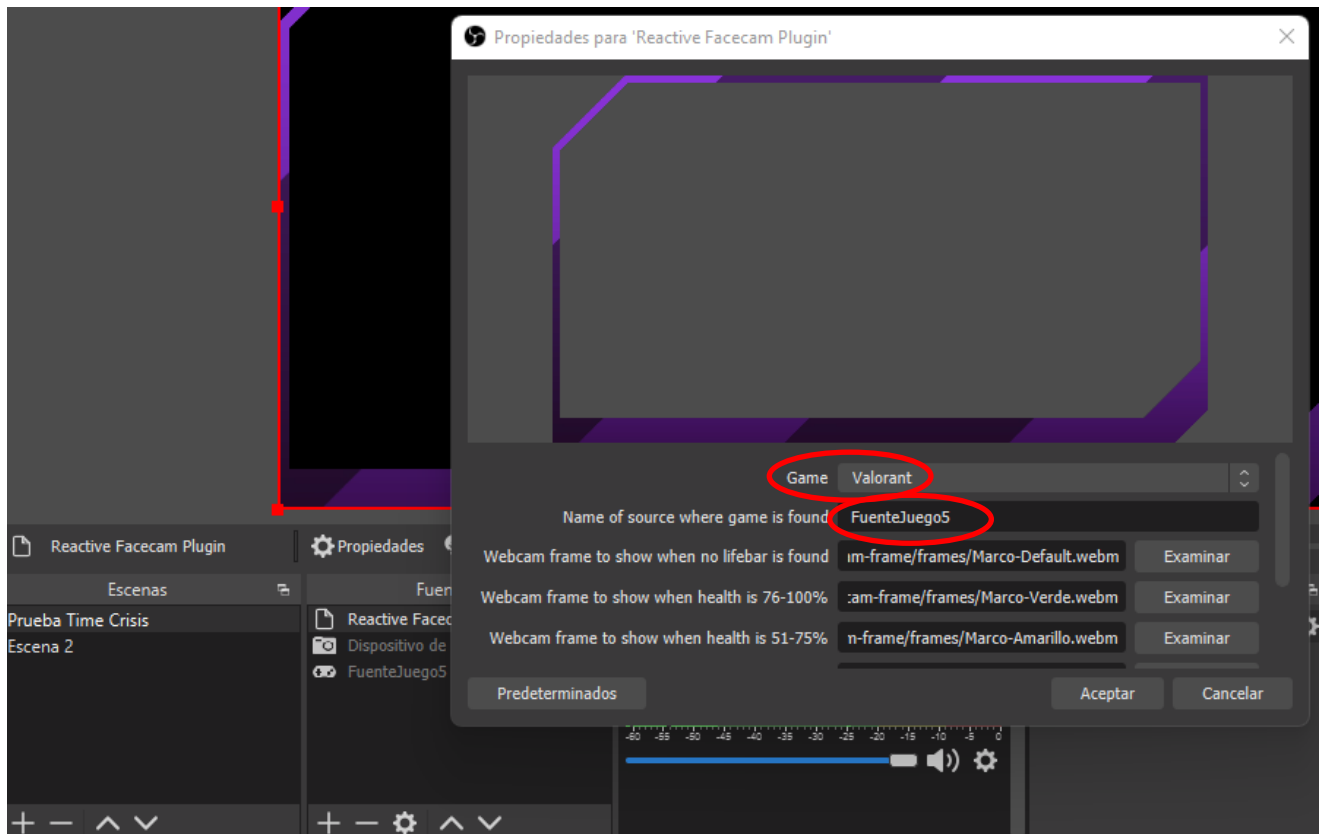 Propiedades para 'Reactive Facecam Plugin'
Game Valorant
Name of source where game is found FuenteJuego5
Webcam frame to show when no lifebar is found m-frame/frames/Marco-Default.webm Examinar
Webcam frame to show when health is 76-100% :am-frame/frames/Marco-Verde.webm Examinar
Webcam frame to show when health is 51-75% n-frame/frames/Marco-Amarillo.webm Examinar
Predeterminados Aceptar Cancelar
Reactive Facecam Plugin Propiedades
Escenas Fuen
Prueba Time Crisis
Escena 2
Reactive Facec
Dispositivo de
FuenteJuego5
-60 -55 -50 -45 -40 -35 -30 -25 -20 -15 -10 -5 0